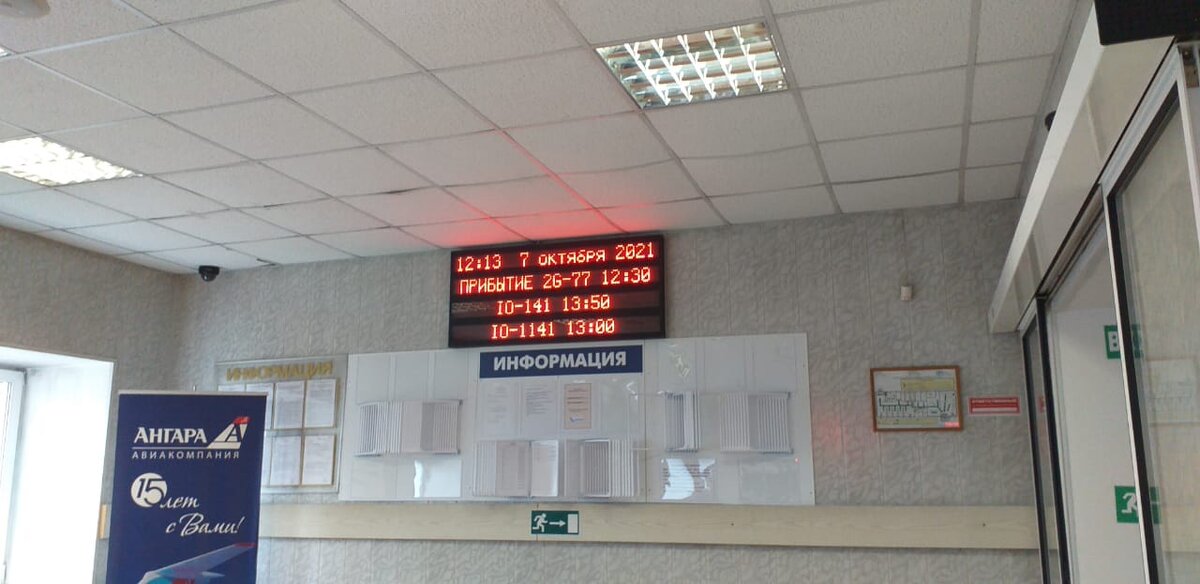 12:13 7 октября 2021
ПРИБЫТИЕ 2G-77 12:30
IO-141 13:50
IO-1141 13:00
ИНФОРМАЦИЯ
ИНФОРМАЦИЯ
АНГАРА
АВИАКОМПАНИЯ
15 лет
с Вами!